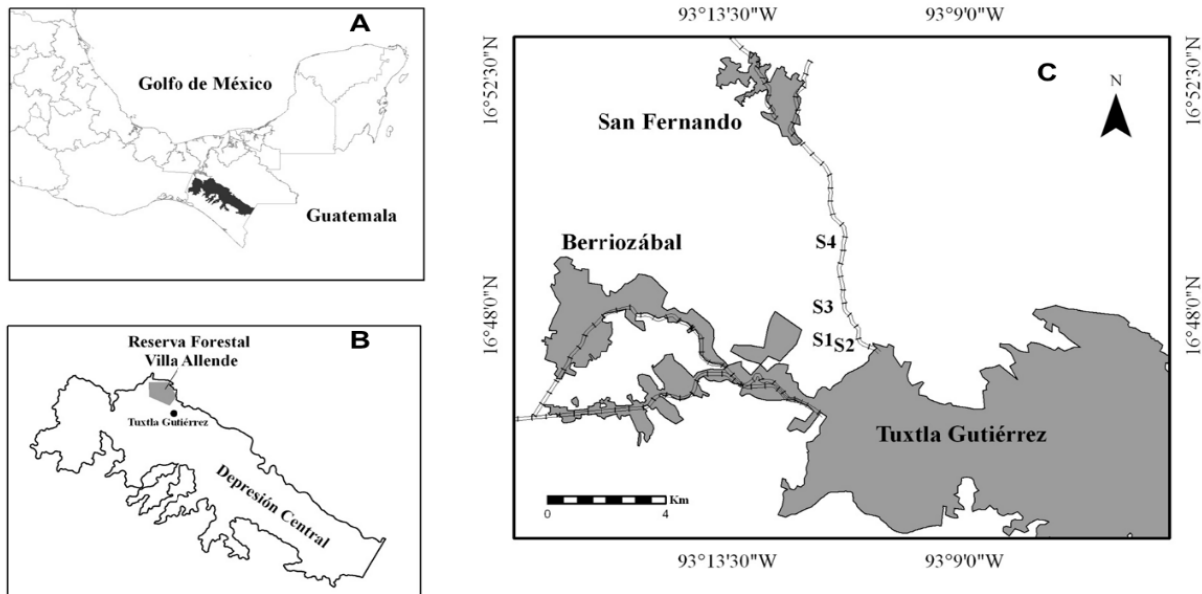 A
Golfo de México
Guatemala
B
Reserva Forestal
Villa Allende
Tuxtla Gutiérrez
Depresión Central
93°13'30"W
93°9'0"W
16°52'30"N
16°52'30"N
C
N
San Fernando
S4
Berriozábal
S3
S1 S2
16°48'0"N
16°48'0"N
Tuxtla Gutiérrez
Km
0
4
93°13'30"W
93°9'0"W